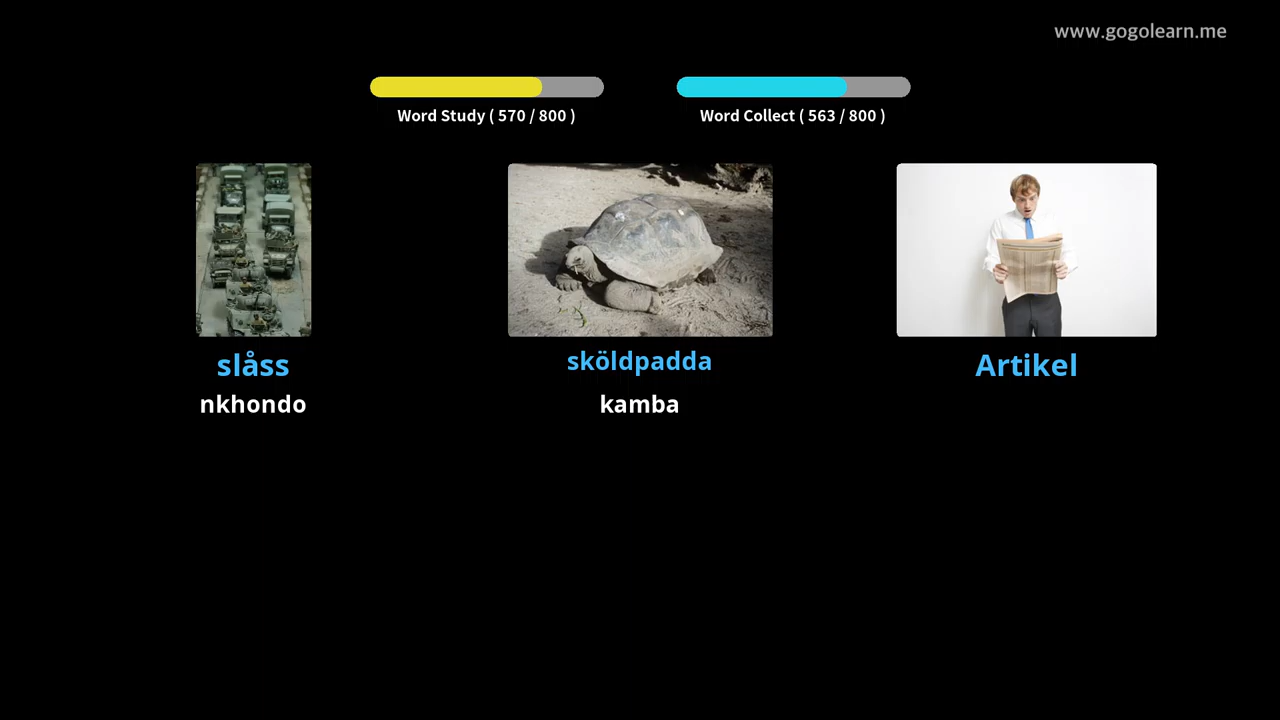 www.gogolearn.me
Word Study ( 570 / 800 )
Word Collect ( 563 / 800 )
slåss
sköldpadda
Artikel
nkhondo
kamba